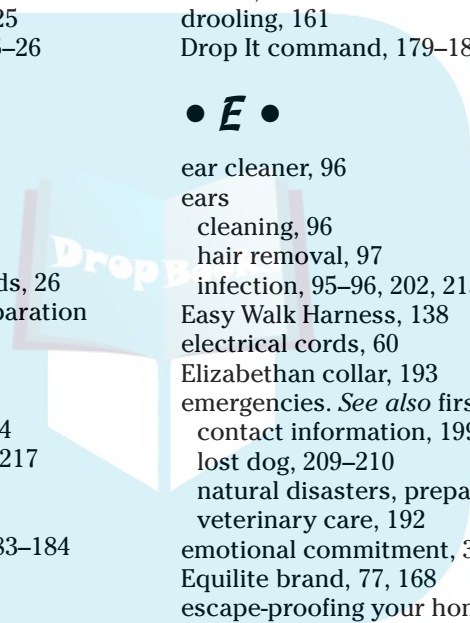 25
–26
ds, 26
paration
4
217
83–184
drooling, 161
Drop It command, 179–18
• E •
ear cleaner, 96
ears
cleaning, 96
hair removal, 97
infection, 95–96, 202, 21
Easy Walk Harness, 138
electrical cords, 60
Elizabethan collar, 193
emergencies. See also firs
contact information, 199
lost dog, 209–210
natural disasters, prepa
veterinary care, 192
emotional commitment, 3
Equilite brand, 77, 168
escape-proofing your hom
Drop B